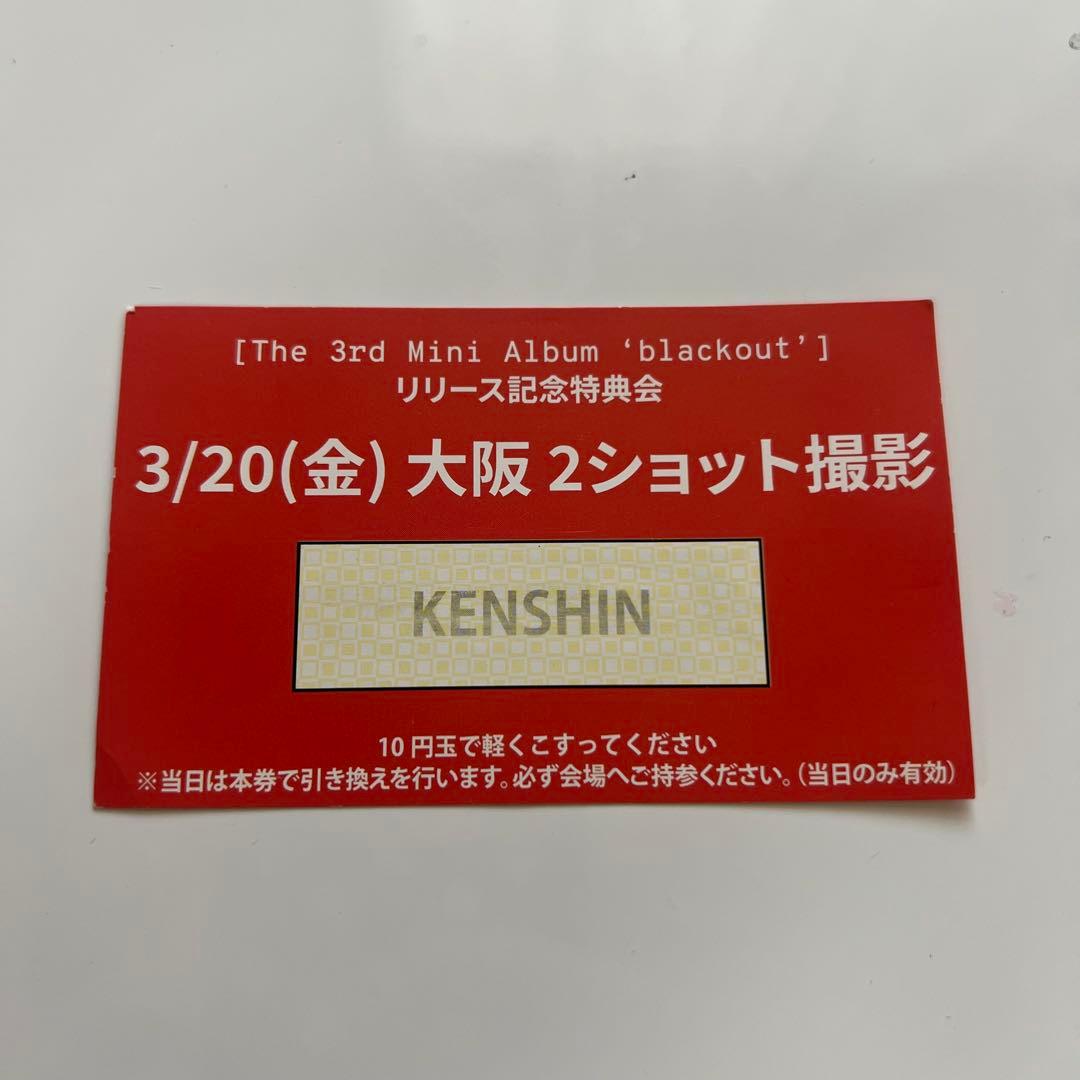 [The 3rd Mini Album ‘blackout’]
リリース記念特典会
3/20(金) 大阪 2ショット撮影
KENSHIN
10円玉で軽くこすってください
※当日は本券で引き換えを行います。必ず会場へご持参ください。(当日のみ有効)